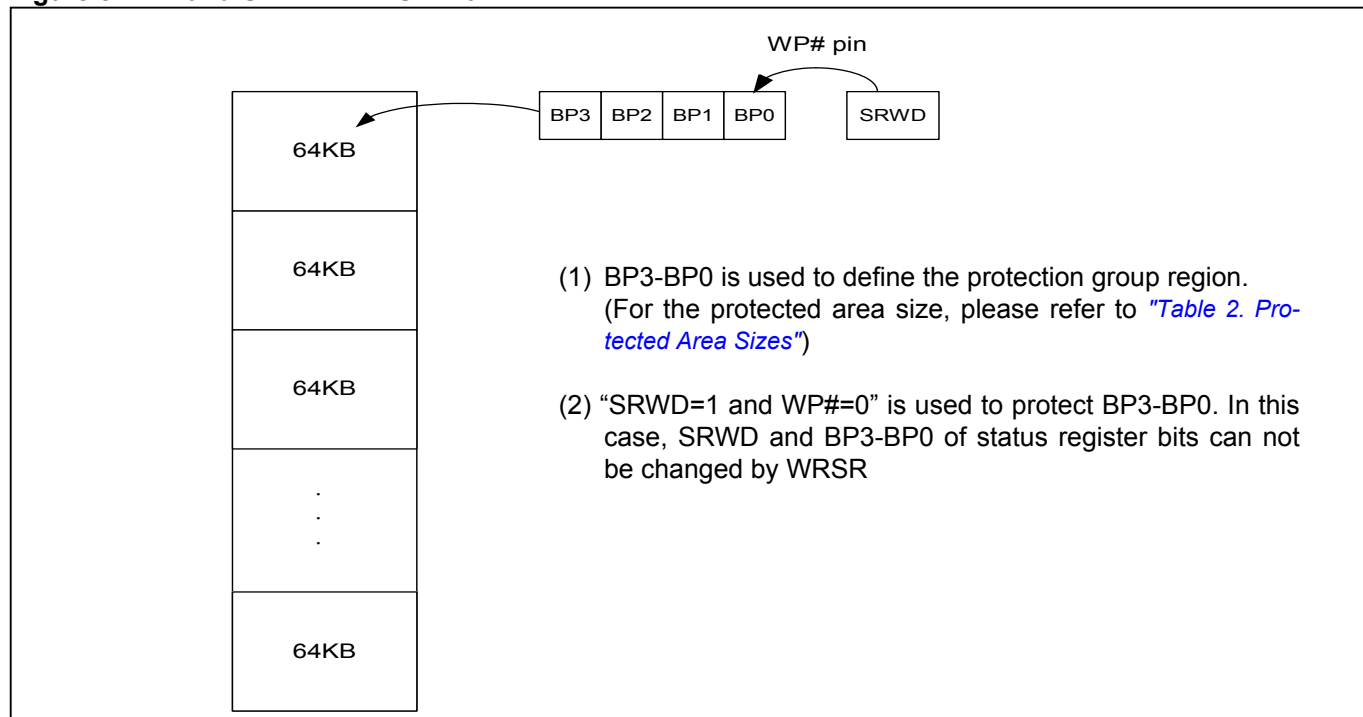 WP# pin
BP3 BP2 BP1 BP0 SRWD
64KB
64KB
(1) BP3-BP0 is used to define the protection group region.
(For the protected area size, please refer to "Table 2. Pro-
tected Area Sizes")
64KB
(2) “SRWD=1 and WP#=0” is used to protect BP3-BP0. In this
case, SRWD and BP3-BP0 of status register bits can not
be changed by WRSR
.
.
.
64KB